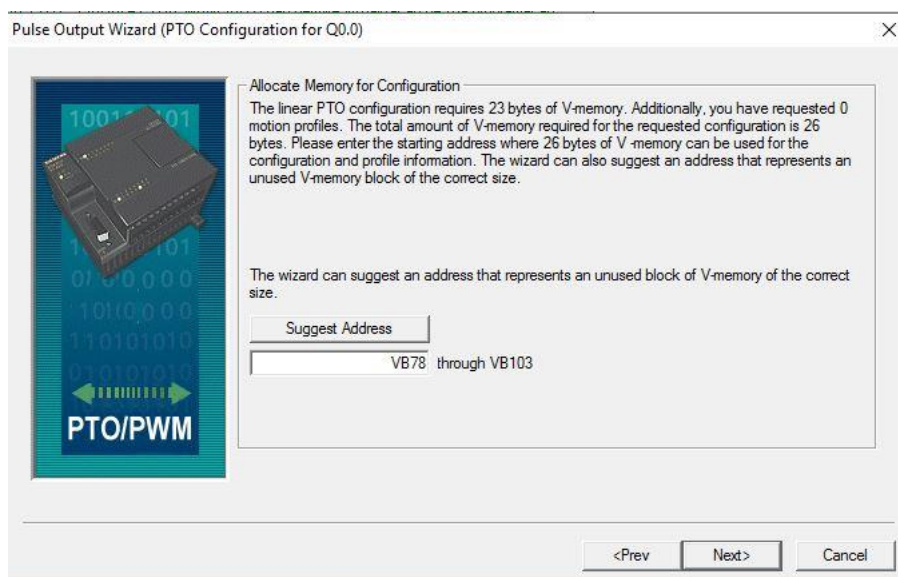 Pulse Output Wizard (PTO Configuration for Q0.0)
Allocate Memory for Configuration
The linear PTO configuration requires 23 bytes of V-memory. Additionally, you have requested 0
motion profiles. The total amount of V-memory required for the requested configuration is 26
bytes. Please enter the starting address where 26 bytes of V -memory can be used for the
configuration and profile information. The wizard can also suggest an address that represents an
unused V-memory block of the correct size.
The wizard can suggest an address that represents an unused block of V-memory of the correct
size.
Suggest Address
VB78 through VB103
110101010
PTO/PWM
<Prev Next> Cancel